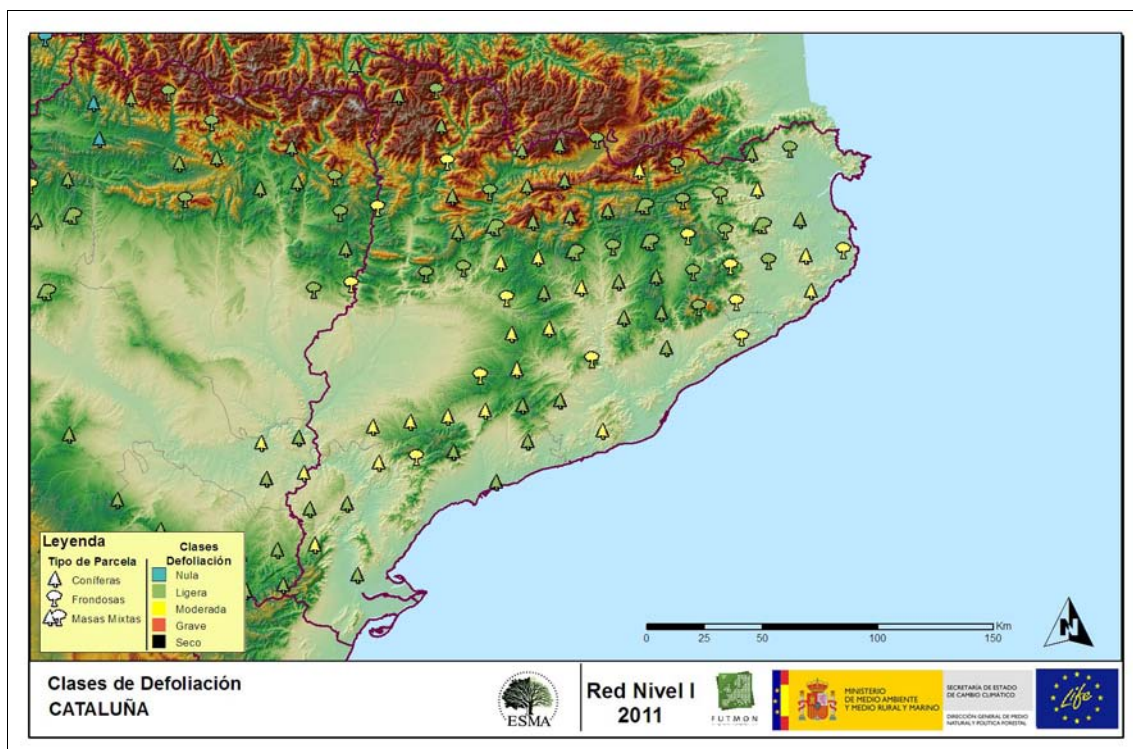 Leyenda
Tipo de Parcela
Coníferas
Frondosas
Masas Mixtas
Clases
Defoliación
Nula
Ligera
Moderada
Grave
Seco
0 25 50 100 150 Km
N
Clases de Defoliación
CATALUÑA
ESMA
Red Nivel I
2011
FUTMON
MINISTERIO
DE MEDIO AMBIENTE
Y MEDIO RURAL Y MARINO
SECRETARÍA DE ESTADO
DE CAMBIO CLIMÁTICO
DIRECCIÓN GENERAL DE MEDIO
NATURAL Y POLÍTICA FORESTAL
Life